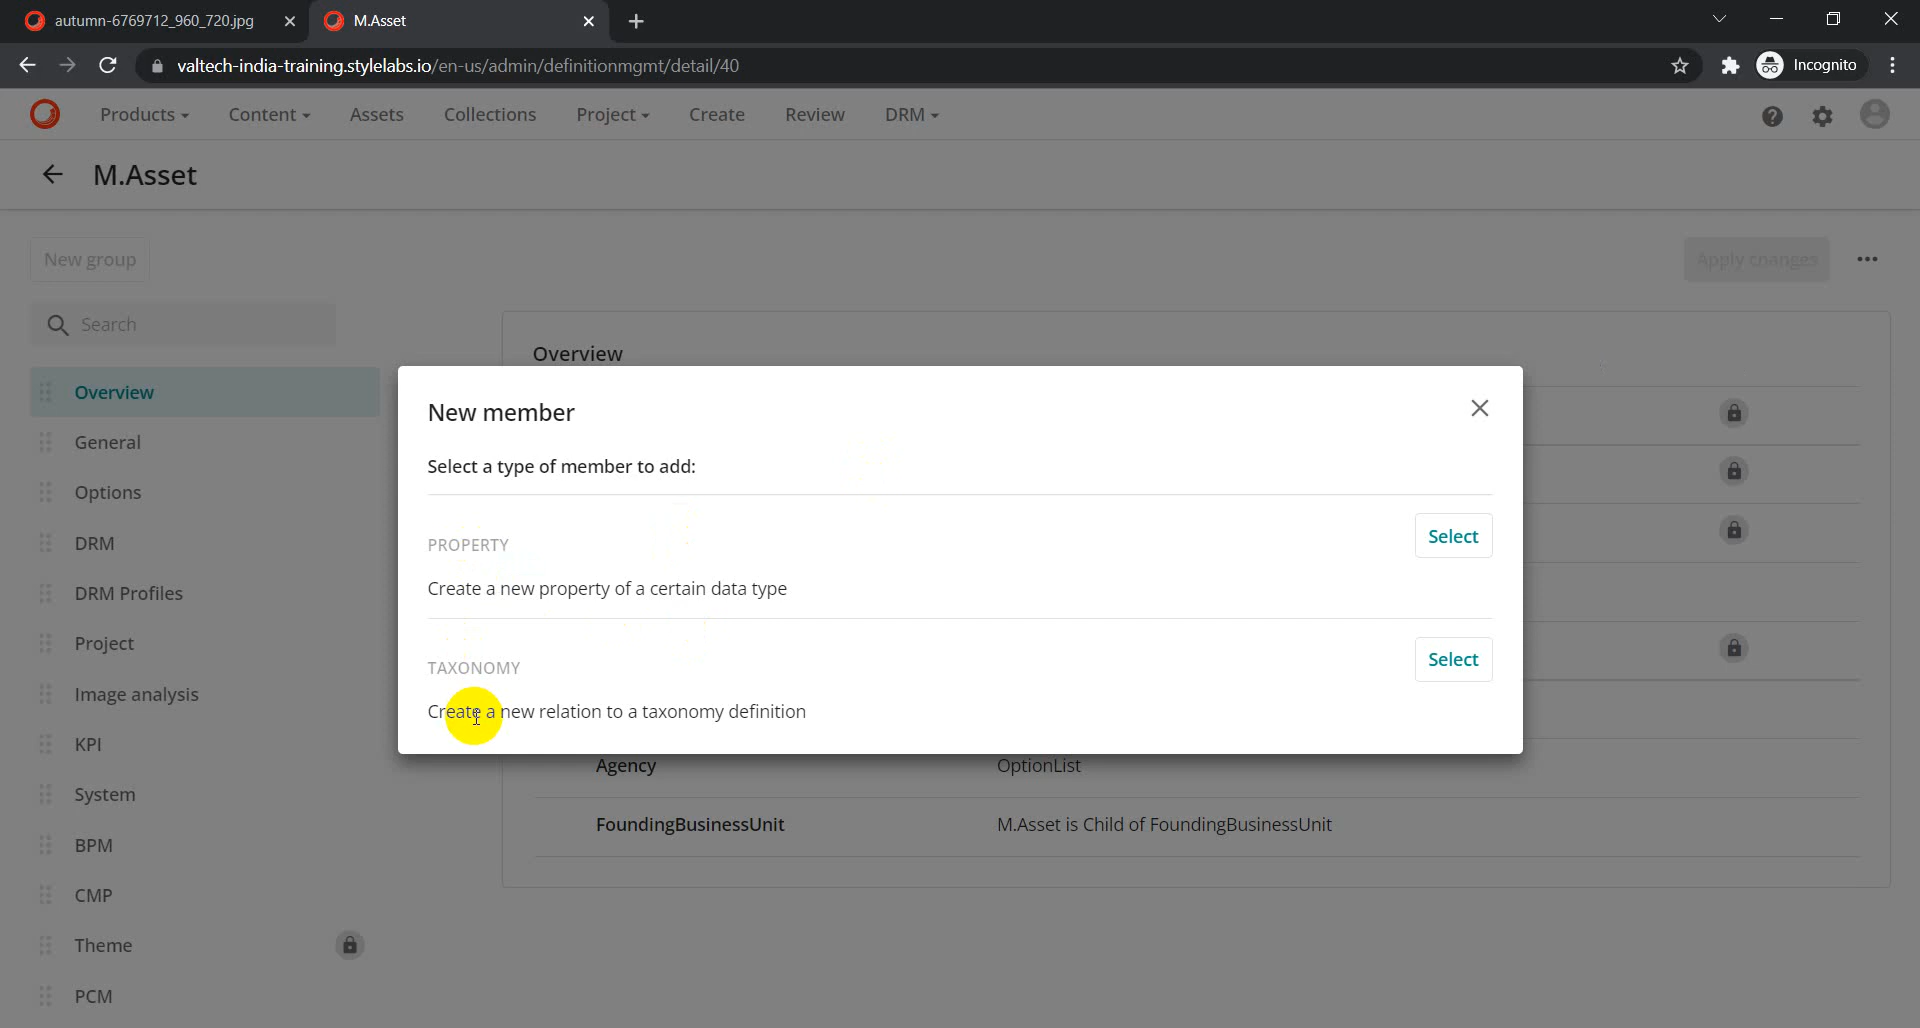 autumn-6769712_960_720.jpg
M.Asset
valtech-india-training.stylelabs.io/en-us/admin/definitionmgmt/detail/40
Incognito
Products
Content
Assets
Collections
Project
Create
Review
DRM
M.Asset
New group
Apply changes
Search
Overview
General
Options
DRM
DRM Profiles
Project
Image analysis
KPI
System
BPM
CMP
Theme
PCM
Overview
New member
Select a type of member to add:
PROPERTY
Select
Create a new property of a certain data type
TAXONOMY
Select
Create a new relation to a taxonomy definition
Agency OptionList
FoundingBusinessUnit M.Asset is Child of FoundingBusinessUnit